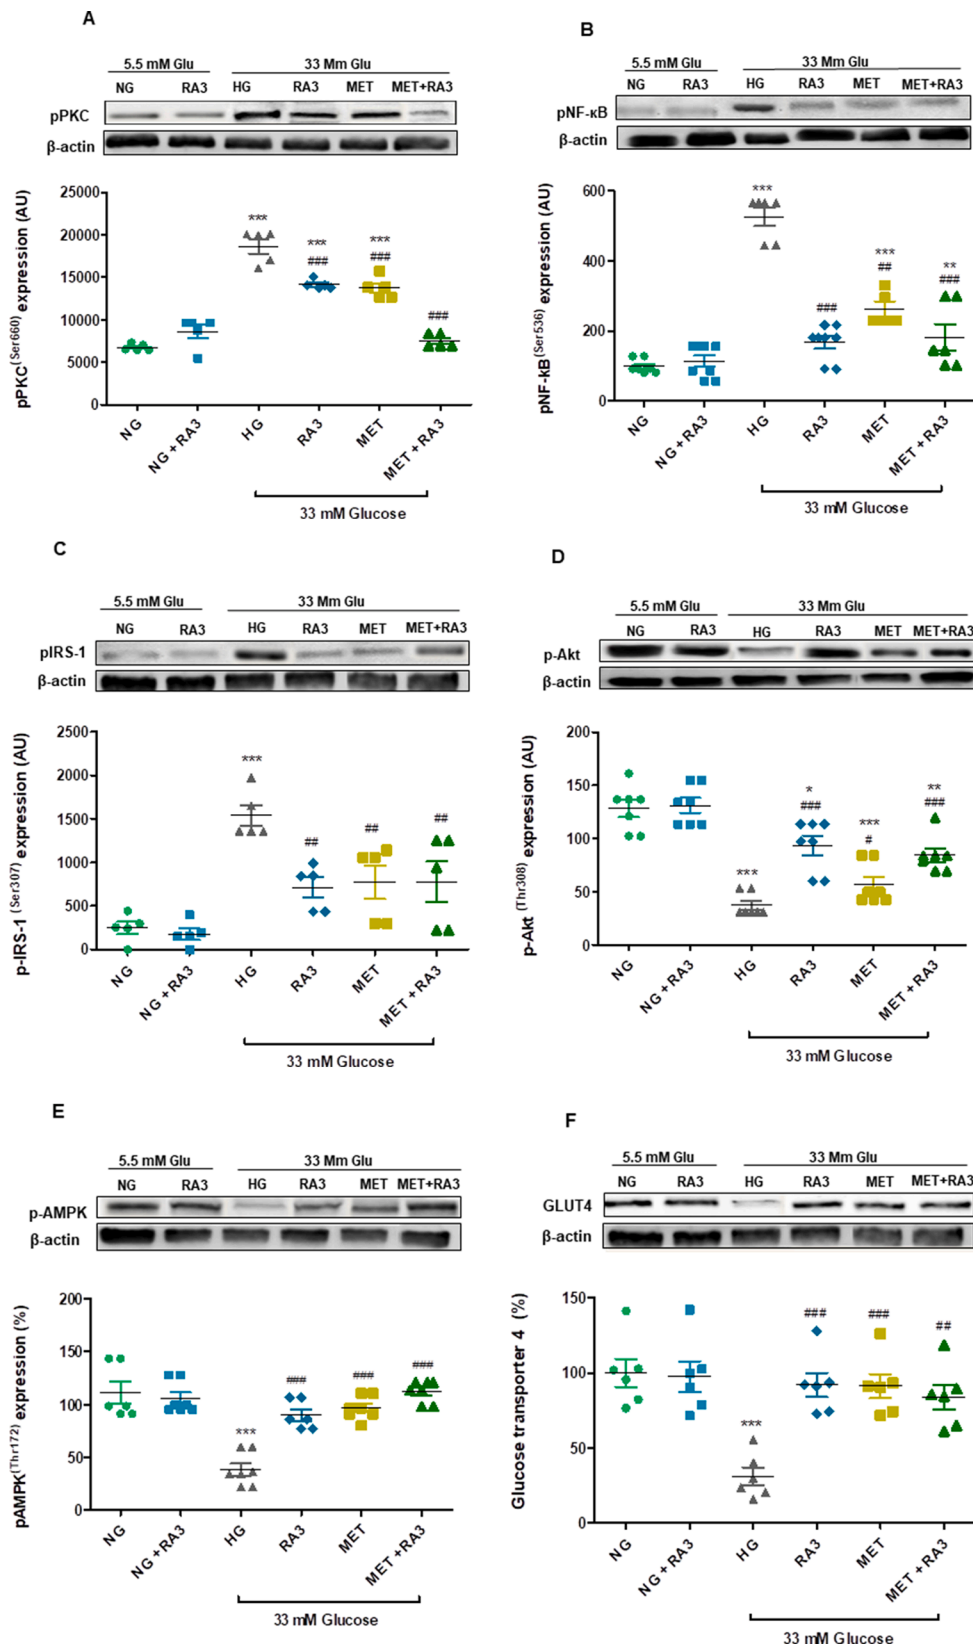 A
5.5 mM Glu 33 Mm Glu
NG RA3 HG RA3 MET MET+RA3
pPKC
β-actin
pPKC(Ser660) expression (AU)
25000
20000
15000
10000
5000
0
***
***
###
***
###
###
NG NG + RA3 HG RA3 MET MET + RA3
33 mM Glucose
B
5.5 mM Glu 33 Mm Glu
NG RA3 HG RA3 MET MET+RA3
pNF-κB
β-actin
pNF-kB(Ser536) expression (AU)
600
400
200
0
***
###
***
##
**
###
NG NG + RA3 HG RA3 MET MET + RA3
33 mM Glucose
C
5.5 mM Glu 33 Mm Glu
NG RA3 HG RA3 MET MET+RA3
pIRS-1
β-actin
p-IRS-1 (Ser307) expression (AU)
2500
2000
1500
1000
500
0
***
##
##
##
NG NG + RA3 HG RA3 MET MET + RA3
33 mM Glucose
D
5.5 mM Glu 33 Mm Glu
NG RA3 HG RA3 MET MET+RA3
p-Akt
β-actin
p-Akt (Thr308) expression (AU)
200
150
100
50
0
***
*
###
***
#
**
###
NG NG + RA3 HG RA3 MET MET + RA3
33 mM Glucose
E
5.5 mM Glu 33 Mm Glu
NG RA3 HG RA3 MET MET+RA3
p-AMPK
β-actin
pAMPK(Thr172) expression (%)
200
150
100
50
0
***
###
###
###
NG NG + RA3 HG RA3 MET MET + RA3
33 mM Glucose
F
5.5 mM Glu 33 Mm Glu
NG RA3 HG RA3 MET MET+RA3
GLUT4
β-actin
Glucose transporter 4 (%)
150
100
50
0
***
###
###
##
NG NG + RA3 HG RA3 MET MET + RA3
33 mM Glucose